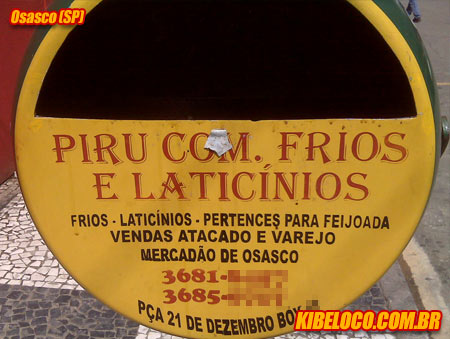 Osasco (SP)
PIRU COM. FRIOS
E LATICÍNIOS
FRIOS - LATICÍNIOS - PERTENCES PARA FEIJOADA
VENDAS ATACADO E VAREJO
MERCADÃO DE OSASCO
3681-
3685-
PÇA 21 DE DEZEMBRO BOX
KIBELOCO.COM.BR